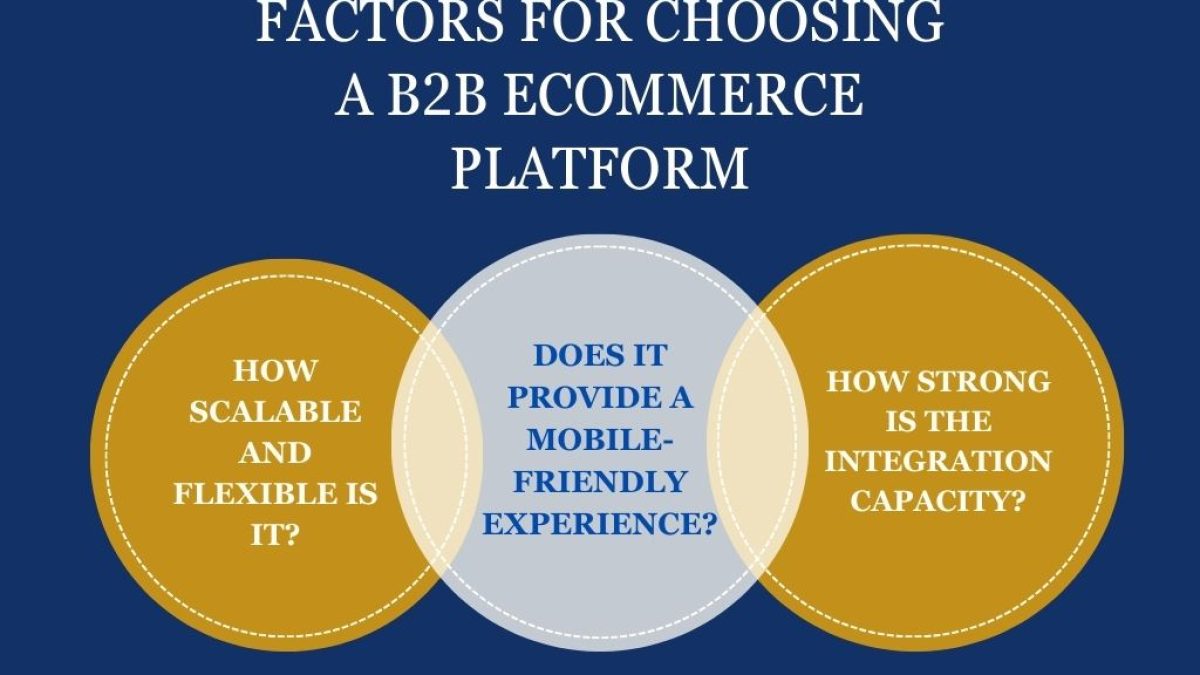 FACTORS FOR CHOOSING
A B2B ECOMMERCE
PLATFORM
HOW
SCALABLE
AND
FLEXIBLE IS
IT?
DOES IT
PROVIDE A
MOBILE-
FRIENDLY
EXPERIENCE?
HOW STRONG
IS THE
INTEGRATION
CAPACITY?